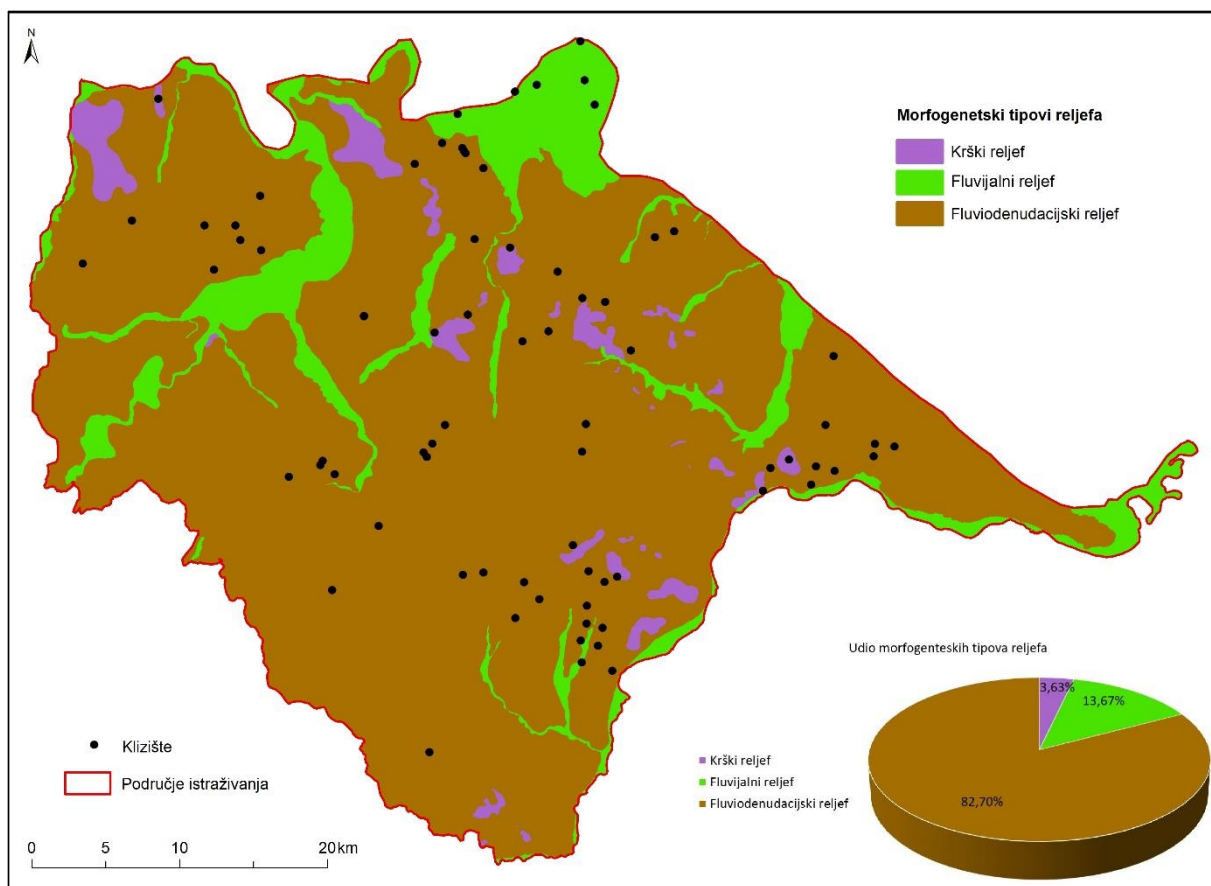 N
Morfogenetski tipovi reljefa
Krški reljef
Fluvijalni reljef
Fluviodenudacijski reljef
Klizište
Područje istraživanja
0 5 10 20 km
Udio morfogenteskih tipova reljefa
3,63%
13,67%
82,70%
Krški reljef
Fluvijalni reljef
Fluviodenudacijski reljef